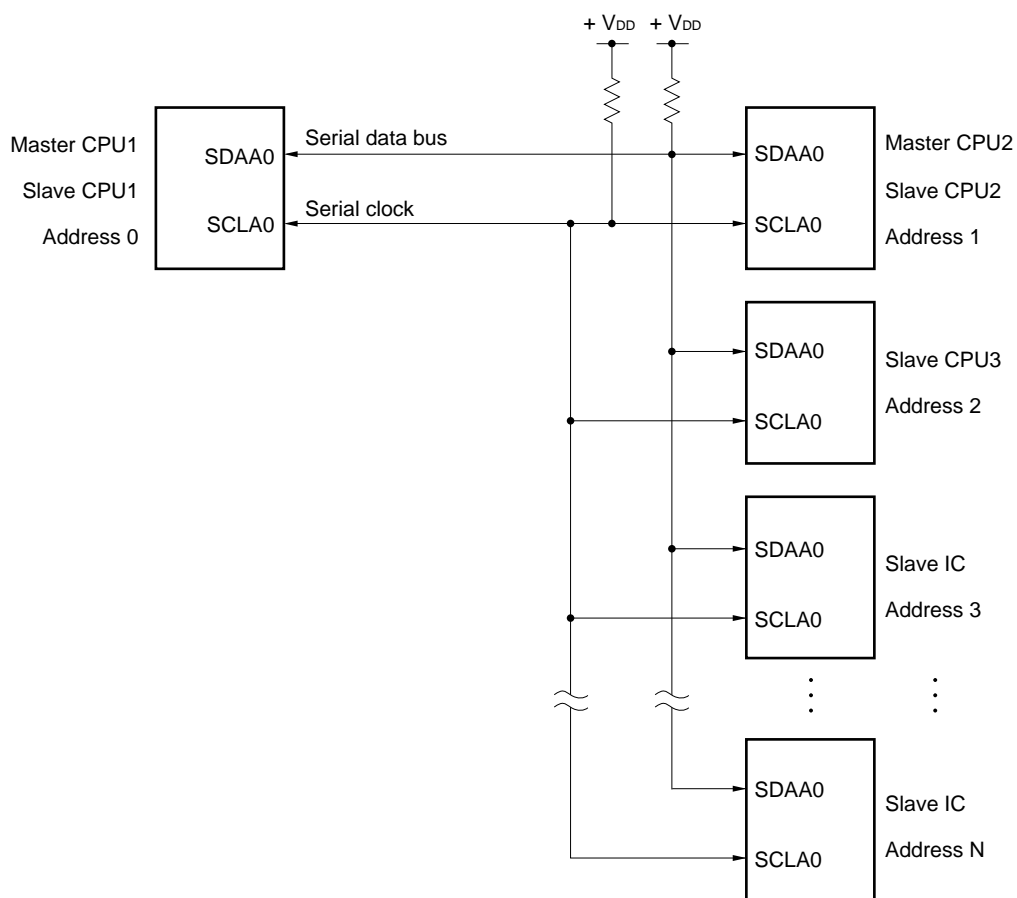 + VDD + VDD
Master CPU1
Slave CPU1
Address 0
SDAA0
SCLA0
Serial data bus
Serial clock
SDAA0
SCLA0
Master CPU2
Slave CPU2
Address 1
SDAA0
SCLA0
Slave CPU3
Address 2
SDAA0
SCLA0
Slave IC
Address 3
SDAA0
SCLA0
Slave IC
Address N